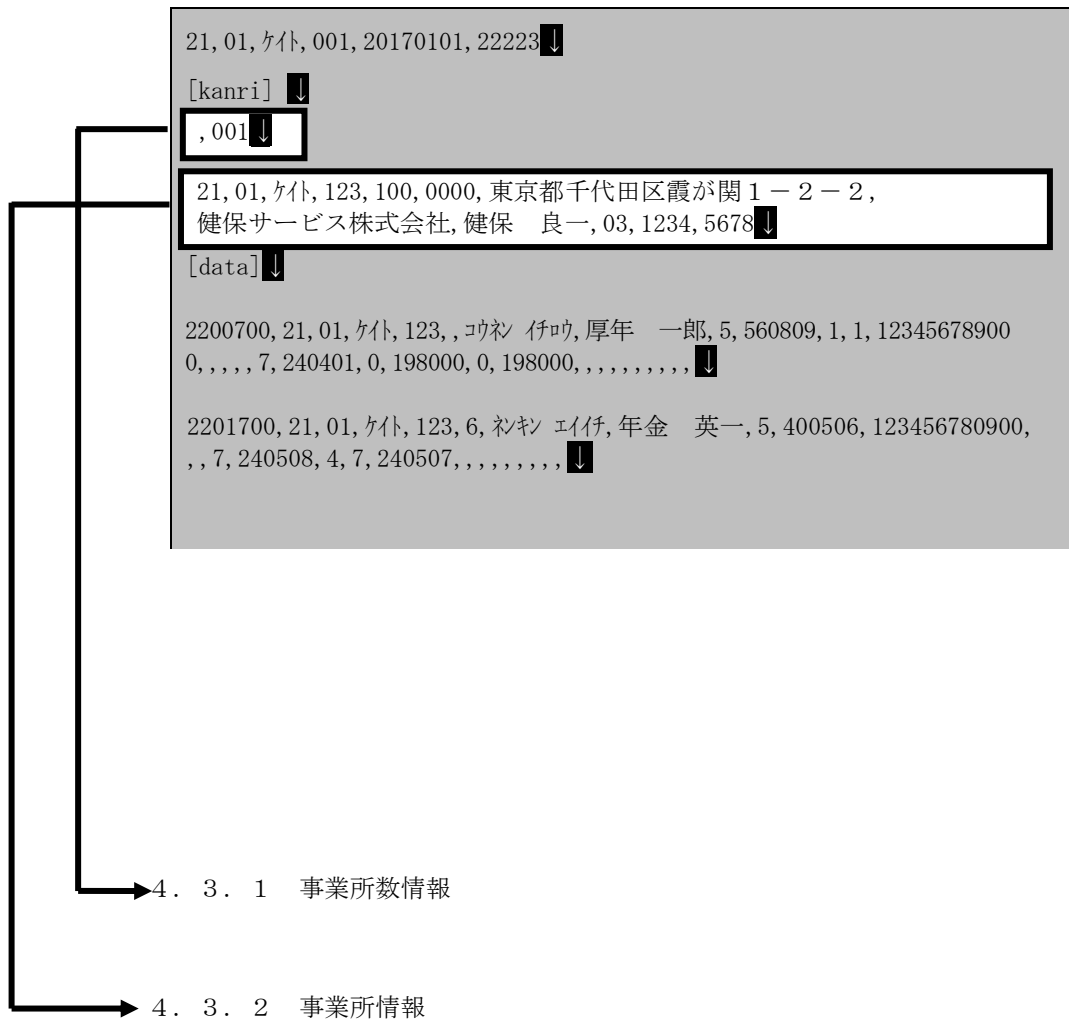 21,01,ｹｲﾄ,001,20170101,22223↓
[kanri] ↓
,001↓
21,01,ｹｲﾄ,123,100,0000,東京都千代田区霞が関１－２－２,
健保サービス株式会社,健保　良一,03,1234,5678↓
[data]↓
2200700,21,01,ｹｲﾄ,123,,ｺｳﾈﾝ ｲﾁﾛｳ,厚年　一郎,5,560809,1,1,12345678900
0,,,,,7,240401,0,198000,0,198000,,,,,,,,,,↓
2201700,21,01,ｹｲﾄ,123,6,ﾈﾝｷﾝ ｴｲｲﾁ,年金　英一,5,400506,123456780900,
,,7,240508,4,7,240507,,,,,,,,,↓
４．３．１　事業所数情報
４．３．２　事業所情報